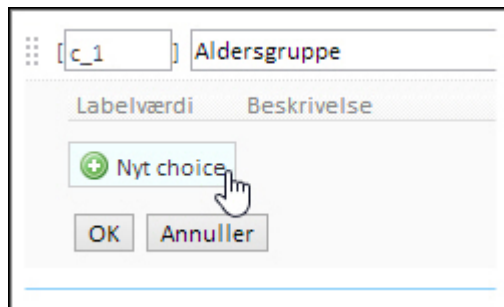 [c_1] Aldersgruppe
Labelværdi Beskrivelse
Nyt choice
OK Annuller